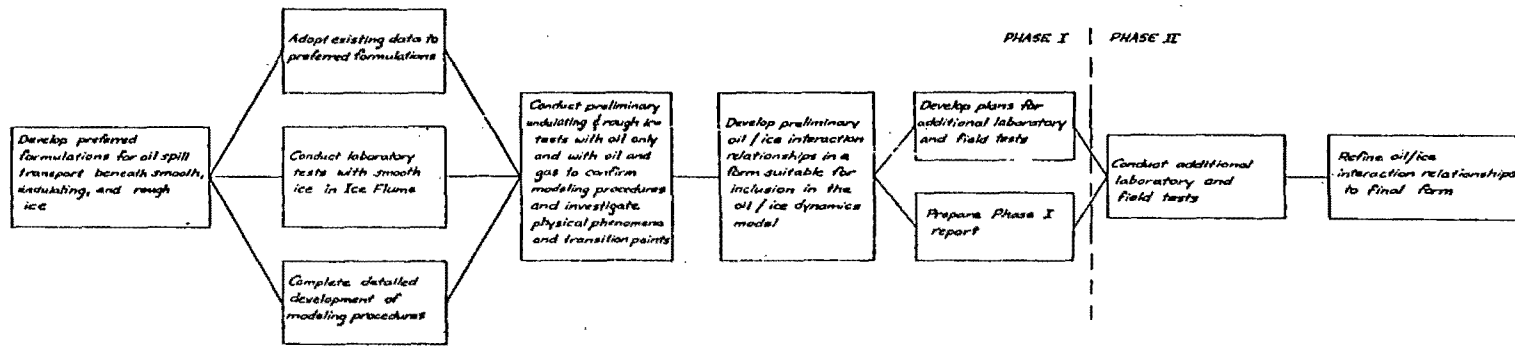 Develop preferred
formulations for oil spill
transport beneath smooth,
undulating, and rough
ice
Adopt existing data to
preferred formulations
Conduct laboratory
tests with smooth
ice in Ice Flume
Complete detailed
development of
modeling procedures
Conduct preliminary
undulating & rough ice
tests with oil only
and with oil and
gas to confirm
modeling procedures
and investigate
physical phenomena
and transition points
Develop preliminary
oil / ice interaction
relationships in a
form suitable for
inclusion in the
oil / ice dynamics
model
PHASE I
PHASE II
Develop plans for
additional laboratory
and field tests
Prepare Phase I
report
Conduct additional
laboratory and
field tests
Refine oil/ice
interaction relationships
to final form